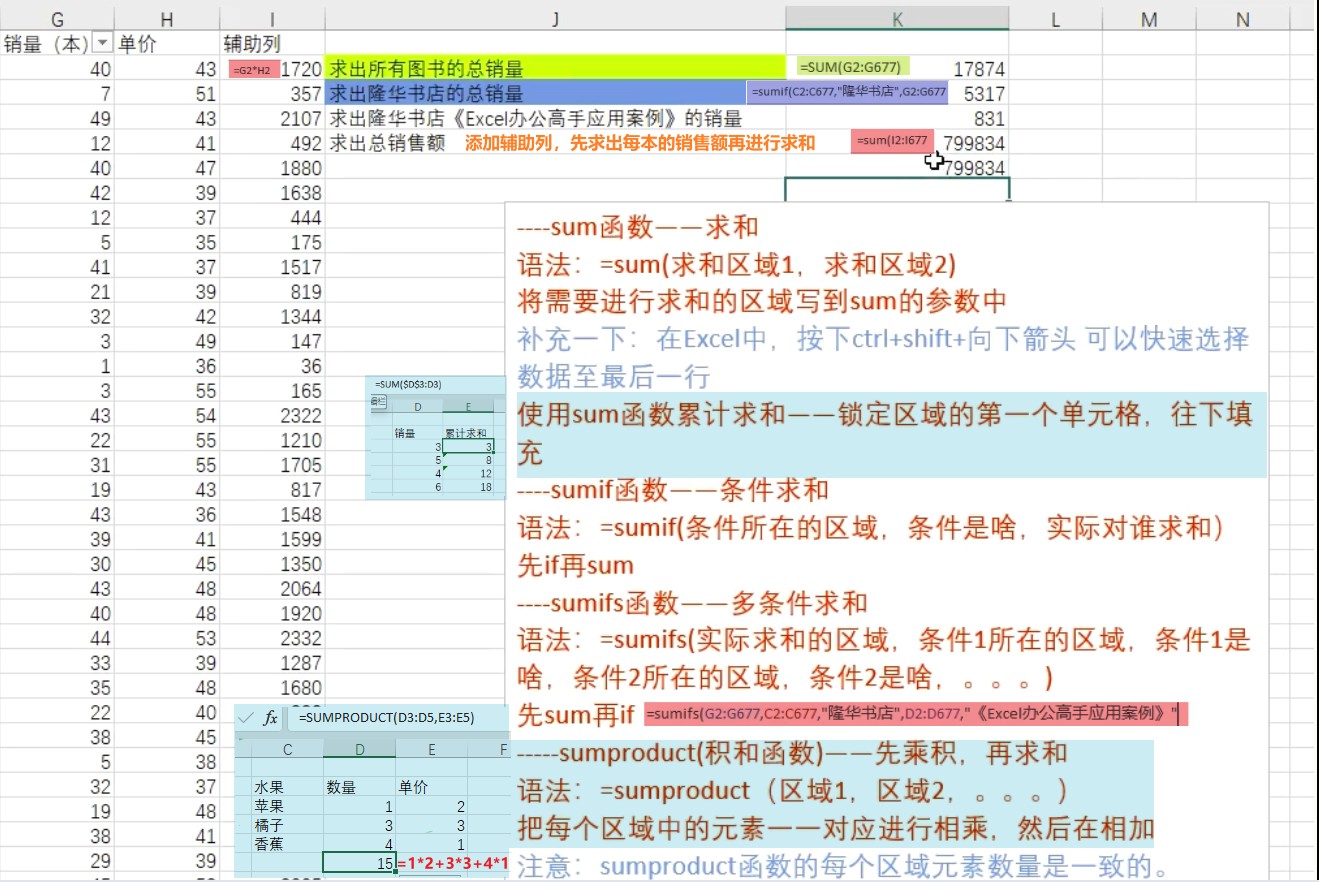 G H I J K L M N
销量（本） 单价 辅助列
40 43 =G2*H2 1720 求出所有图书的总销量 =SUM(G2:G677) 17874
7 51 357 求出隆华书店的总销量 =sumif(C2:C677,"隆华书店",G2:G677 5317
49 43 2107 求出隆华书店《Excel办公高手应用案例》的销量 831
12 41 492 求出总销售额 添加辅助列，先求出每本的销售额再进行求和 =sum(I2:I677 799834
40 47 1880 799834
42 39 1638
12 37 444
5 35 175
41 37 1517
21 39 819
32 42 1344
3 49 147
1 36 36
3 55 165
43 54 2322
22 55 1210
31 55 1705
19 43 817
43 36 1548
39 41 1599
30 45 1350
43 48 2064
40 48 1920
44 53 2332
33 39 1287
35 48 1680
22 40
38 45
5 38
32 37
19 48
38 41
29 39
=SUM($D$3:D3)
D E
销量 累计求和
3 3
5 8
4 12
6 18
fx =SUMPRODUCT(D3:D5,E3:E5)
C D E F
水果 数量 单价
苹果 1 2
橘子 3 3
香蕉 4 1
15 =1*2+3*3+4*1
----sum函数——求和
语法：=sum(求和区域1，求和区域2)
将需要进行求和的区域写到sum的参数中
补充一下：在Excel中，按下ctrl+shift+向下箭头 可以快速选择
数据至最后一行
使用sum函数累计求和——锁定区域的第一个单元格，往下填
充
----sumif函数——条件求和
语法：=sumif(条件所在的区域，条件是啥，实际对谁求和）
先if再sum
----sumifs函数——多条件求和
语法：=sumifs(实际求和的区域，条件1所在的区域，条件1是
啥，条件2所在的区域，条件2是啥，。。。)
先sum再if =sumifs(G2:G677,C2:C677,"隆华书店",D2:D677,"《Excel办公高手应用案例》"
-----sumproduct(积和函数)——先乘积，再求和
语法：=sumproduct（区域1，区域2，。。。）
把每个区域中的元素一一对应进行相乘，然后在相加
注意：sumproduct函数的每个区域元素数量是一致的。